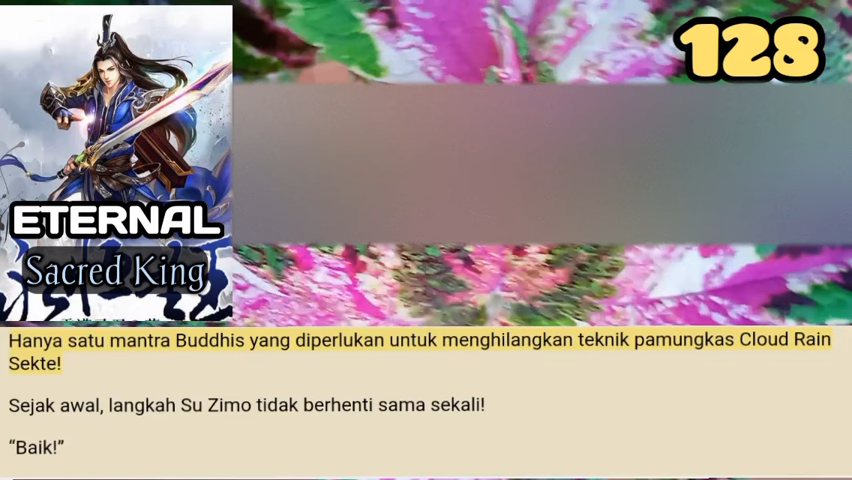 128
ETERNAL
Sacred King
Hanya satu mantra Buddhis yang diperlukan untuk menghilangkan teknik pamungkas Cloud Rain
Sekte!
Sejak awal, langkah Su Zimo tidak berhenti sama sekali!
“Baik!”